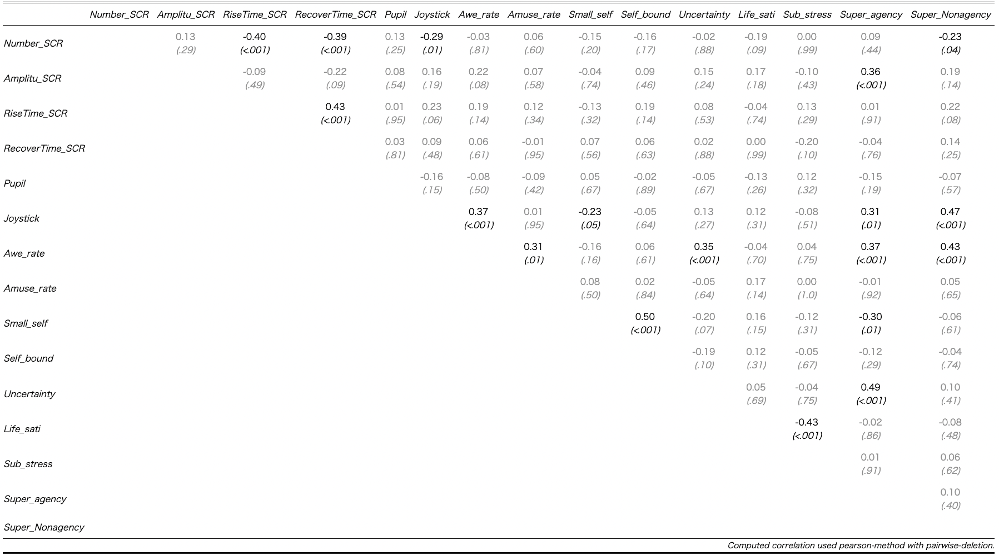 Number_SCR Amplitu_SCR RiseTime_SCR RecoverTime_SCR Pupil Joystick Awe_rate Amuse_rate Small_self Self_bound Uncertainty Life_sati Sub_stress Super_agency Super_Nonagency
Number_SCR 0.13 -0.40 -0.39 0.13 -0.29 -0.03 0.06 -0.15 -0.16 -0.02 -0.19 0.00 0.09 -0.23
(.29) (<.001) (<.001) (.25) (.01) (.81) (.60) (.20) (.17) (.88) (.09) (.99) (.44) (.04)
Amplitu_SCR -0.09 -0.22 0.08 0.16 0.22 0.07 -0.04 0.09 0.15 0.17 -0.10 0.36 0.19
(.49) (.09) (.54) (.19) (.08) (.58) (.74) (.46) (.24) (.18) (.43) (<.001) (.14)
RiseTime_SCR 0.43 0.01 0.23 0.19 0.12 -0.13 0.19 0.08 -0.04 0.13 0.01 0.22
(<.001) (.95) (.06) (.14) (.34) (.32) (.14) (.53) (.74) (.29) (.91) (.08)
RecoverTime_SCR 0.03 0.09 0.06 -0.01 0.07 0.06 0.02 0.00 -0.20 -0.04 0.14
(.81) (.48) (.61) (.95) (.56) (.63) (.88) (.99) (.10) (.76) (.25)
Pupil -0.16 -0.08 -0.09 0.05 -0.02 -0.05 -0.13 0.12 -0.15 -0.07
(.15) (.50) (.42) (.67) (.89) (.67) (.26) (.32) (.19) (.57)
Joystick 0.37 0.01 -0.23 -0.05 0.13 0.12 -0.08 0.31 0.47
(<.001) (.95) (.05) (.64) (.27) (.31) (.51) (.01) (<.001)
Awe_rate 0.31 -0.16 0.06 0.35 -0.04 0.04 0.37 0.43
(.01) (.16) (.61) (<.001) (.70) (.75) (<.001) (<.001)
Amuse_rate 0.08 0.02 -0.05 0.17 0.00 -0.01 0.05
(.50) (.84) (.64) (.14) (1.0) (.92) (.65)
Small_self 0.50 -0.20 0.16 -0.12 -0.30 -0.06
(<.001) (.07) (.15) (.31) (.01) (.61)
Self_bound -0.19 0.12 -0.05 -0.12 -0.04
(.10) (.31) (.67) (.29) (.74)
Uncertainty 0.05 -0.04 0.49 0.10
(.69) (.75) (<.001) (.41)
Life_sati -0.43 -0.02 -0.08
(<.001) (.86) (.48)
Sub_stress 0.01 0.06
(.91) (.62)
Super_agency 0.10
(.40)
Super_Nonagency
Computed correlation used pearson-method with pairwise-deletion.